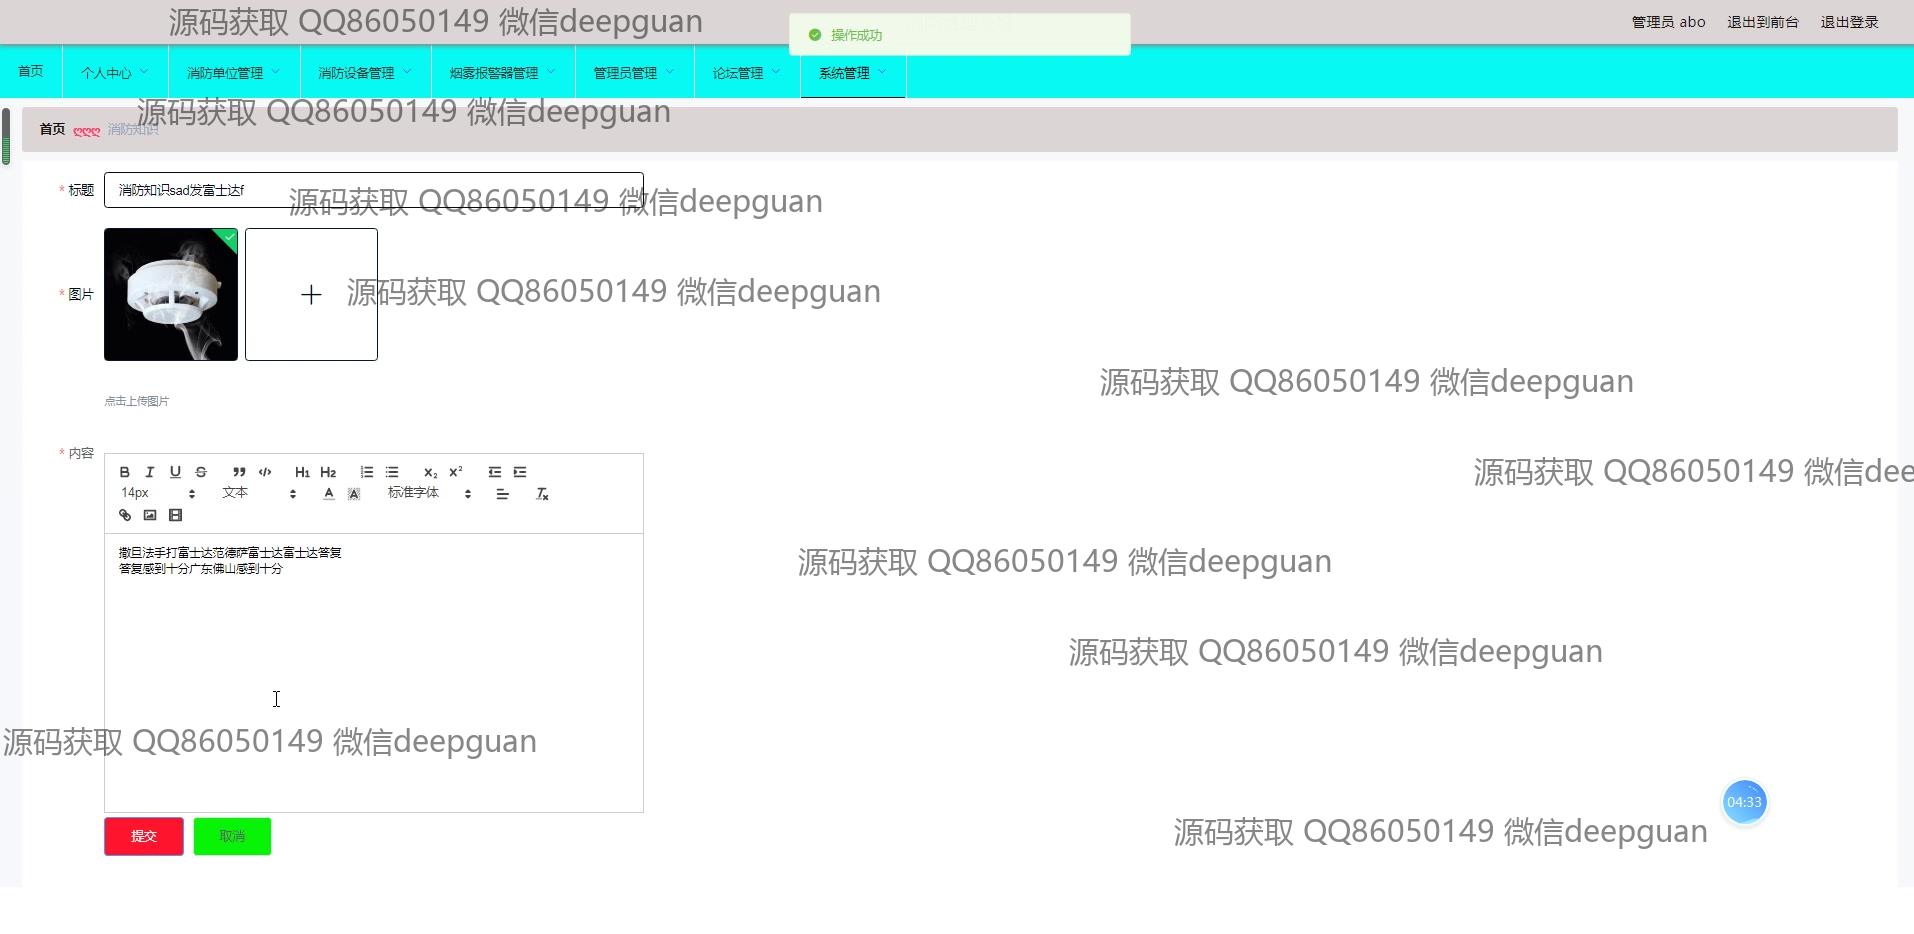 源码获取 QQ86050149 微信deepguan
操作成功
管理员 abo 退出到前台 退出登录
首页 个人中心 消防单位管理 消防设备管理 烟雾报警器管理 管理员管理 论坛管理 系统管理
源码获取 QQ86050149 微信deepguan
首页 ღღღ 消防知识
* 标题 消防知识sad发富士达f
源码获取 QQ86050149 微信deepguan
* 图片
源码获取 QQ86050149 微信deepguan
源码获取 QQ86050149 微信deepguan
点击上传图片
* 内容
源码获取 QQ86050149 微信dee
B I U S H1 H2 X2 X2
14px 文本 A A 标准字体 Tx
撒旦法手打富士达范德萨富士达富士达答复
答复感到十分广东佛山感到十分
源码获取 QQ86050149 微信deepguan
源码获取 QQ86050149 微信deepguan
源码获取 QQ86050149 微信deepguan
04:33
源码获取 QQ86050149 微信deepguan
提交 取消